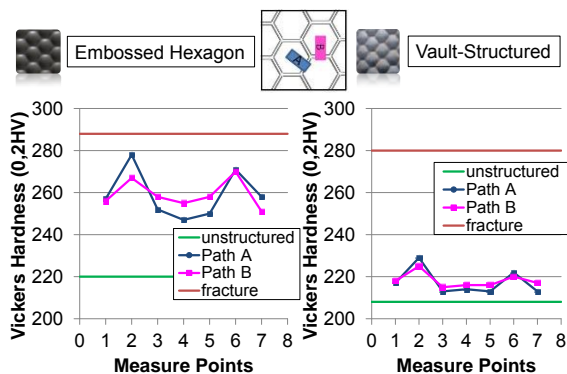 Embossed Hexagon
A
B
Vault-Structured
Vickers Hardness (0,2HV)
300
280
260
240
220
200
unstructured
Path A
Path B
fracture
0 1 2 3 4 5 6 7 8
Measure Points
Vickers Hardness (0,2HV)
300
280
260
240
220
200
unstructured
Path A
Path B
fracture
0 1 2 3 4 5 6 7 8
Measure Points